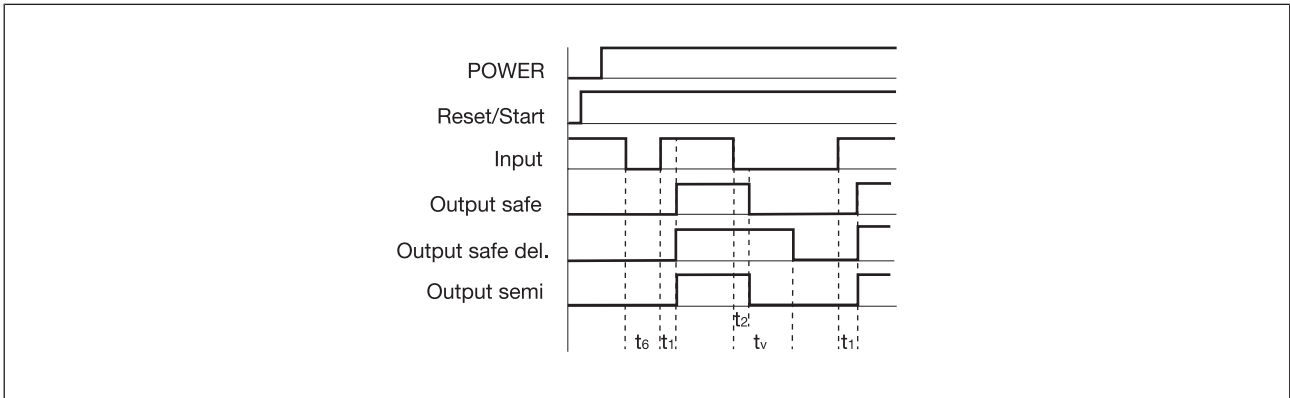 POWER
Reset/Start
Input
Output safe
Output safe del.
Output semi
t2
t6 t1 tv t1